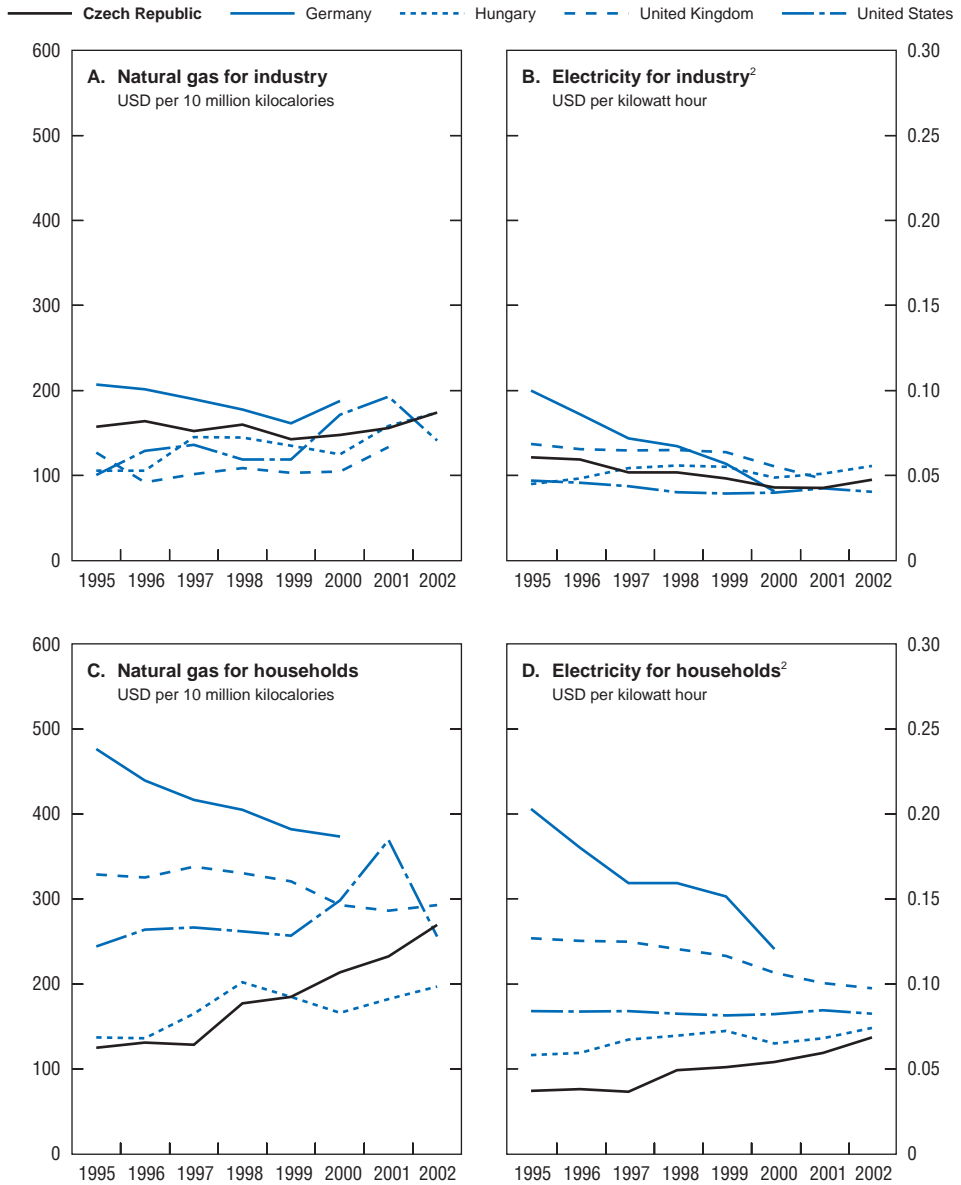 Czech Republic Germany Hungary United Kingdom United States
600 0.30
A. Natural gas for industry B. Electricity for industry²
USD per 10 million kilocalories USD per kilowatt hour
500 0.25
400 0.20
300 0.15
200 0.10
100 0.05
0 0
1995 1996 1997 1998 1999 2000 2001 2002 1995 1996 1997 1998 1999 2000 2001 2002
600 0.30
C. Natural gas for households D. Electricity for households²
USD per 10 million kilocalories USD per kilowatt hour
500 0.25
400 0.20
300 0.15
200 0.10
100 0.05
0 0
1995 1996 1997 1998 1999 2000 2001 2002 1995 1996 1997 1998 1999 2000 2001 2002